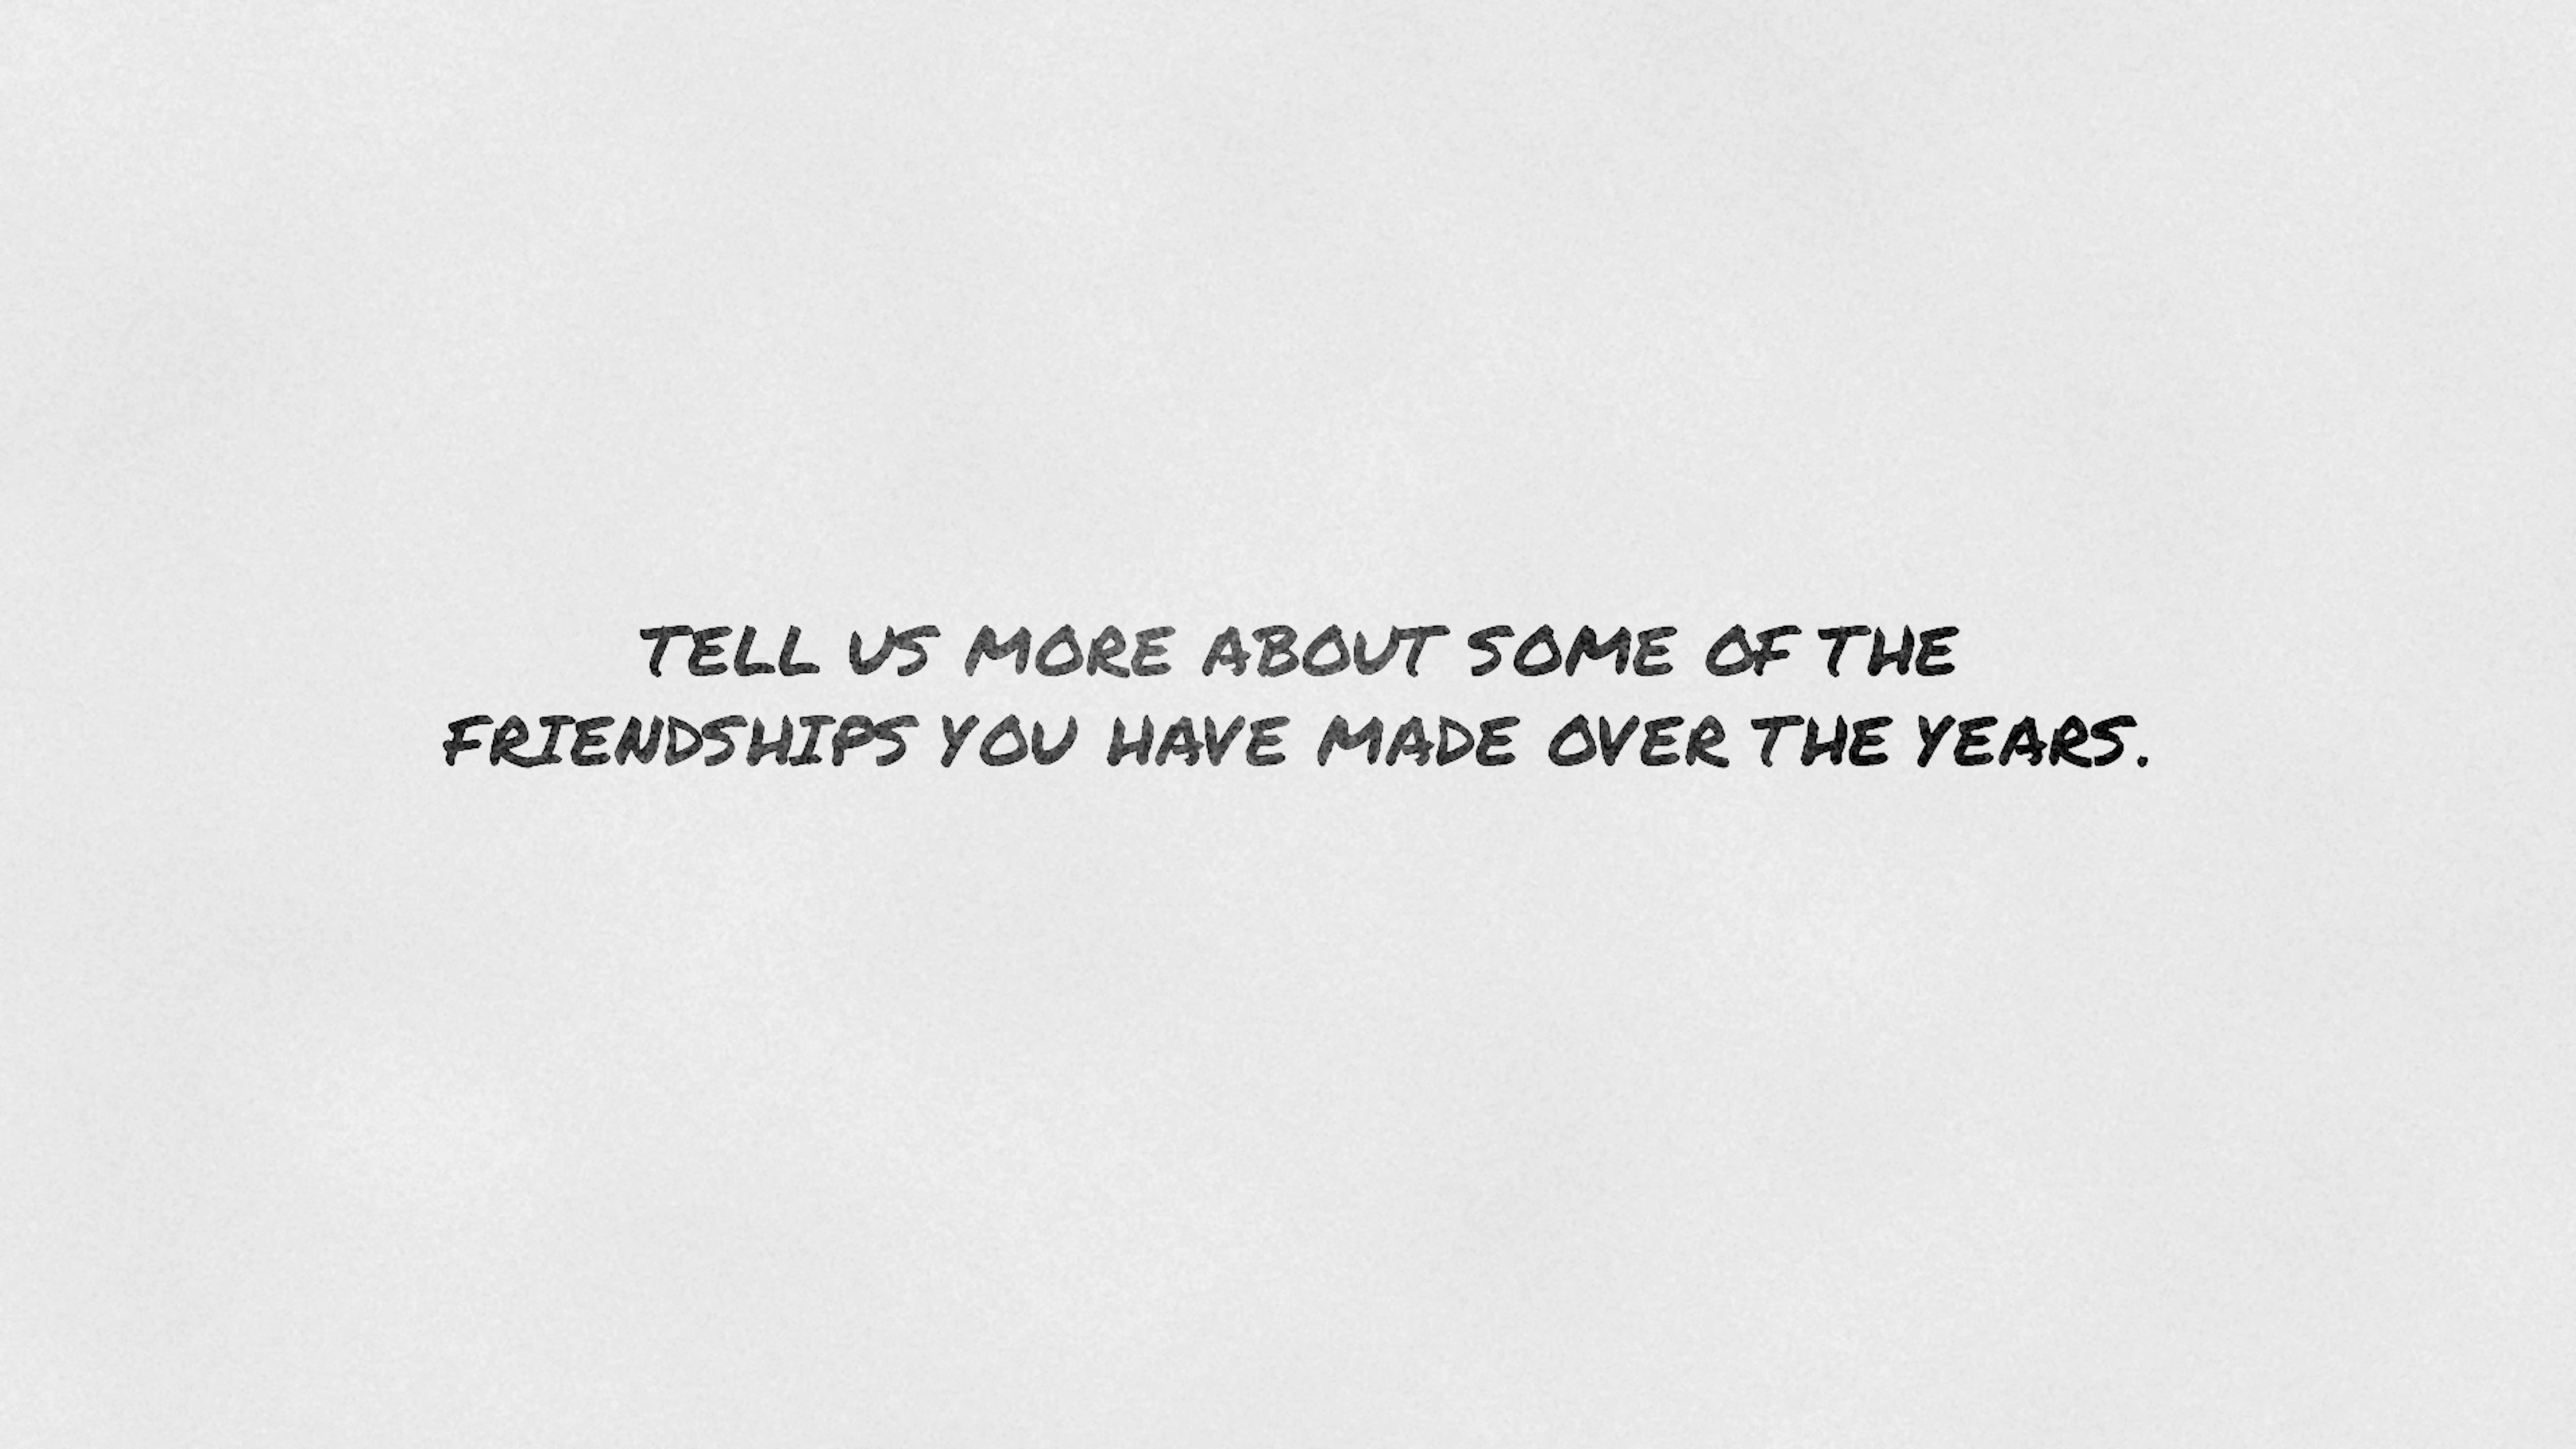 TELL US MORE ABOUT SOME OF THE
FRIENDSHIPS YOU HAVE MADE OVER THE YEARS.